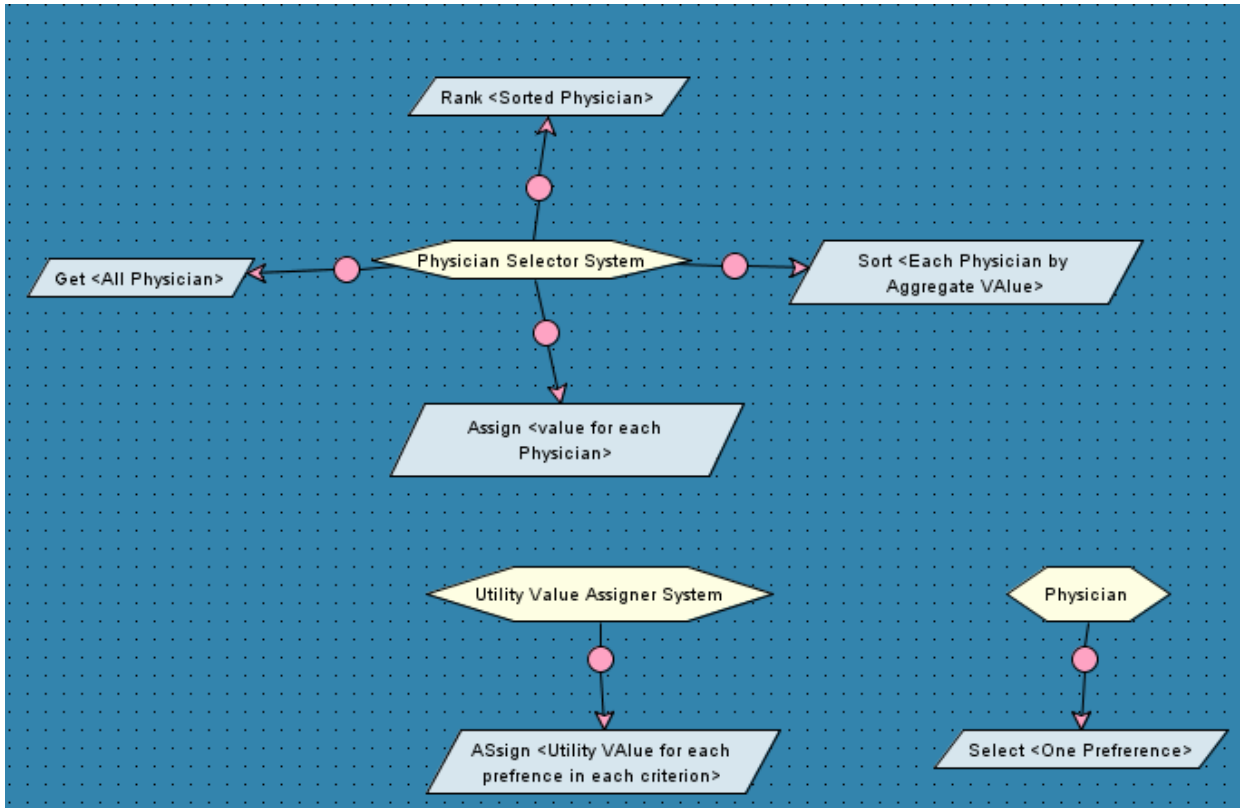 Rank <Sorted Physician>
Physician Selector System
Get <All Physician>
Sort <Each Physician by
Aggregate VAlue>
Assign <value for each
Physician>
Utility Value Assigner System
Physician
ASsign <Utility VAlue for each
prefrence in each criterion>
Select <One Prefrerence>